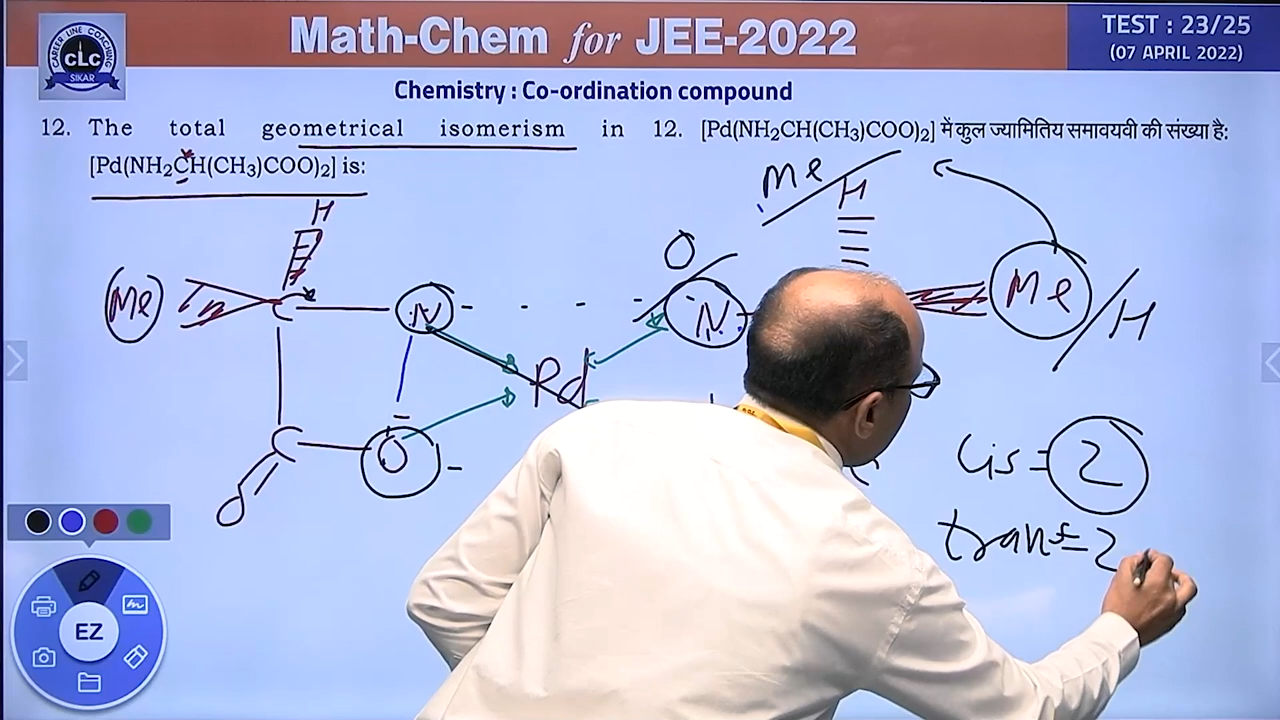 CAREER LINE COACHING
CLC
SIKAR
Math-Chem for JEE-2022
TEST : 23/25
(07 APRIL 2022)
Chemistry : Co-ordination compound
12. The total geometrical isomerism in
[Pd(NH₂CH(CH₃)COO)₂] is:
12. [Pd(NH₂CH(CH₃)COO)₂] में कुल ज्यामितिय समावयवी की संख्या है:
Me
H
H
O
Me
C
N
N
Me
H
Pd
C
O
O
Cis = 2
trans = 2
EZ